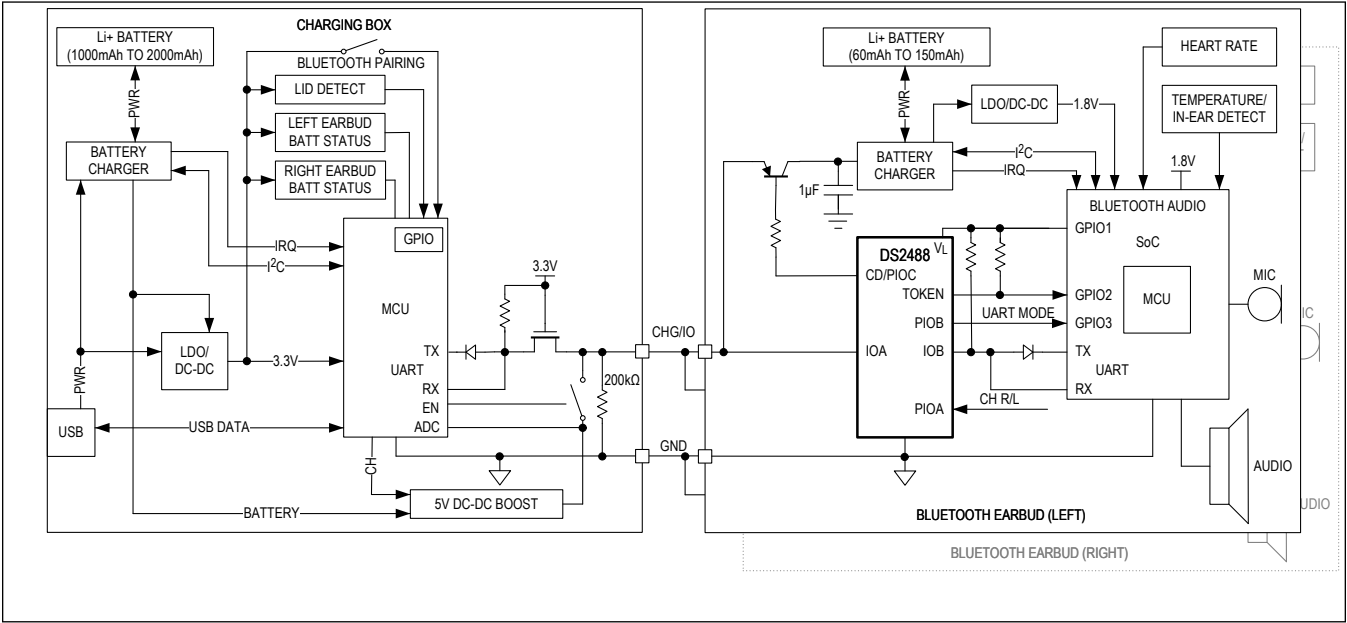 CHARGING BOX
Li+ BATTERY
(1000mAh TO 2000mAh)
BLUETOOTH PAIRING
PWR
LID DETECT
LEFT EARBUD
BATT STATUS
BATTERY
CHARGER
RIGHT EARBUD
BATT STATUS
GPIO
IRQ
I²C
MCU
3.3V
LDO/
DC-DC
3.3V
TX
UART
RX
EN
ADC
200kΩ
PWR
USB
USB DATA
CH
5V DC-DC BOOST
BATTERY
CHG/IO
GND
Li+ BATTERY
(60mAh TO 150mAh)
HEART RATE
PWR
LDO/DC-DC
1.8V
TEMPERATURE/
IN-EAR DETECT
/
BATTERY
CHARGER
I²C
IRQ
1.8V
1µF
BLUETOOTH AUDIO
SoC
GPIO1
DS2488
VL
CD/PIOC
TOKEN
GPIO2
MCU
MIC
IC
PIOB
UART MODE
GPIO3
IOA
IOB
TX
UART
RX
PIOA
CH R/L
AUDIO
UDIO
BLUETOOTH EARBUD (LEFT)
BLUETOOTH EARBUD (RIGHT)